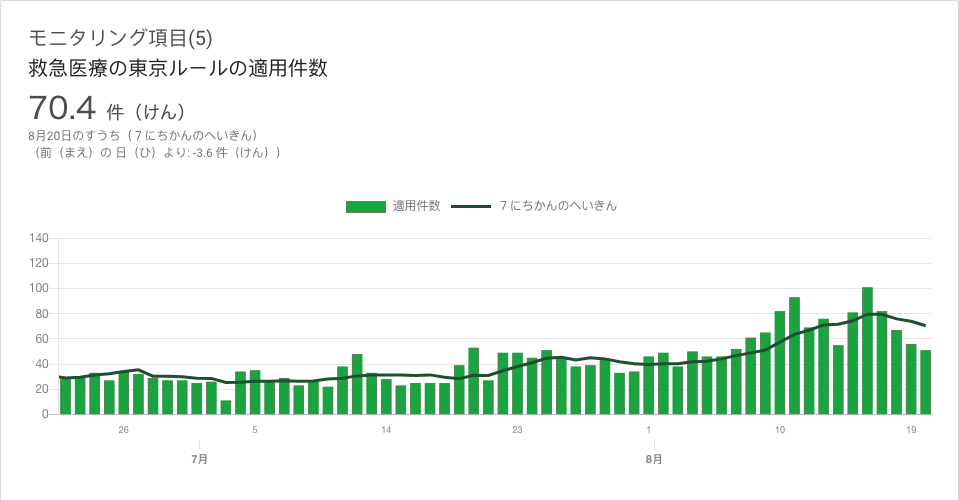 モニタリング項目(5)
救急医療の東京ルールの適用件数
70.4 件（けん）
8月20日のすうち（７にちかんのへいきん）
（前（まえ）の 日（ひ）より: -3.6 件（けん））
適用件数 ７にちかんのへいきん
140
120
100
80
60
40
20
0
26 5 14 23 1 10 19
7月 8月